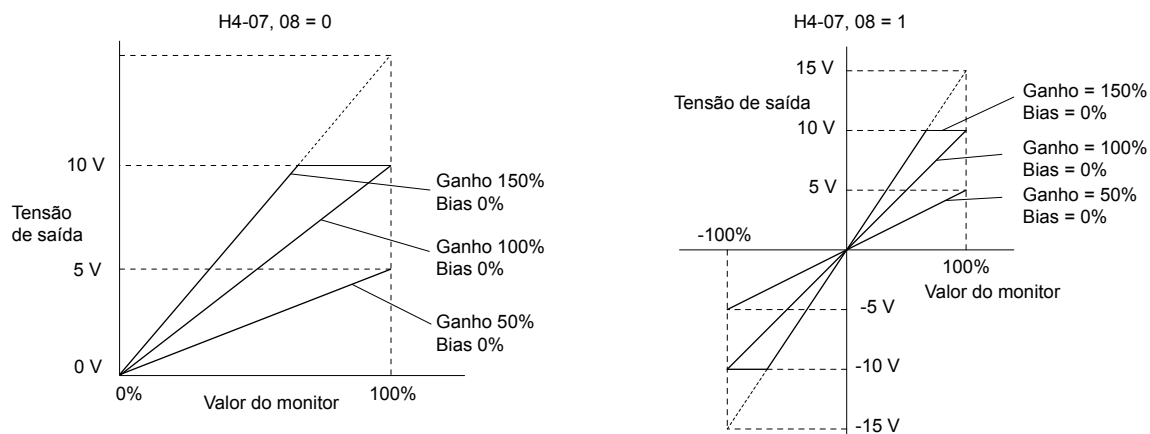 H4-07, 08 = 0
10 V
Tensão
de saída
5 V
0 V
0%
Valor do monitor
100%
Ganho 150%
Bias 0%
Ganho 100%
Bias 0%
Ganho 50%
Bias 0%
H4-07, 08 = 1
15 V
Tensão de saída
10 V
5 V
-100%
100%
Valor do monitor
-5 V
-10 V
-15 V
Ganho = 150%
Bias = 0%
Ganho = 100%
Bias = 0%
Ganho = 50%
Bias = 0%